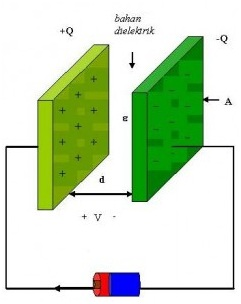 bahan
dielektrik
+Q
-Q
ε
A
d
+ V -